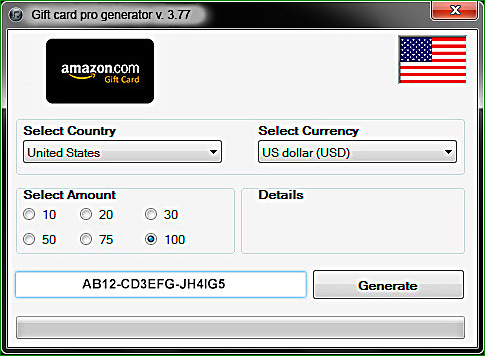 Gift card pro generator v. 3.77
amazon.com
Gift Card
Select Country
Select Currency
United States
US dollar (USD)
Select Amount
Details
10 20 30
50 75 100
AB12-CD3EFG-JH4IG5
Generate